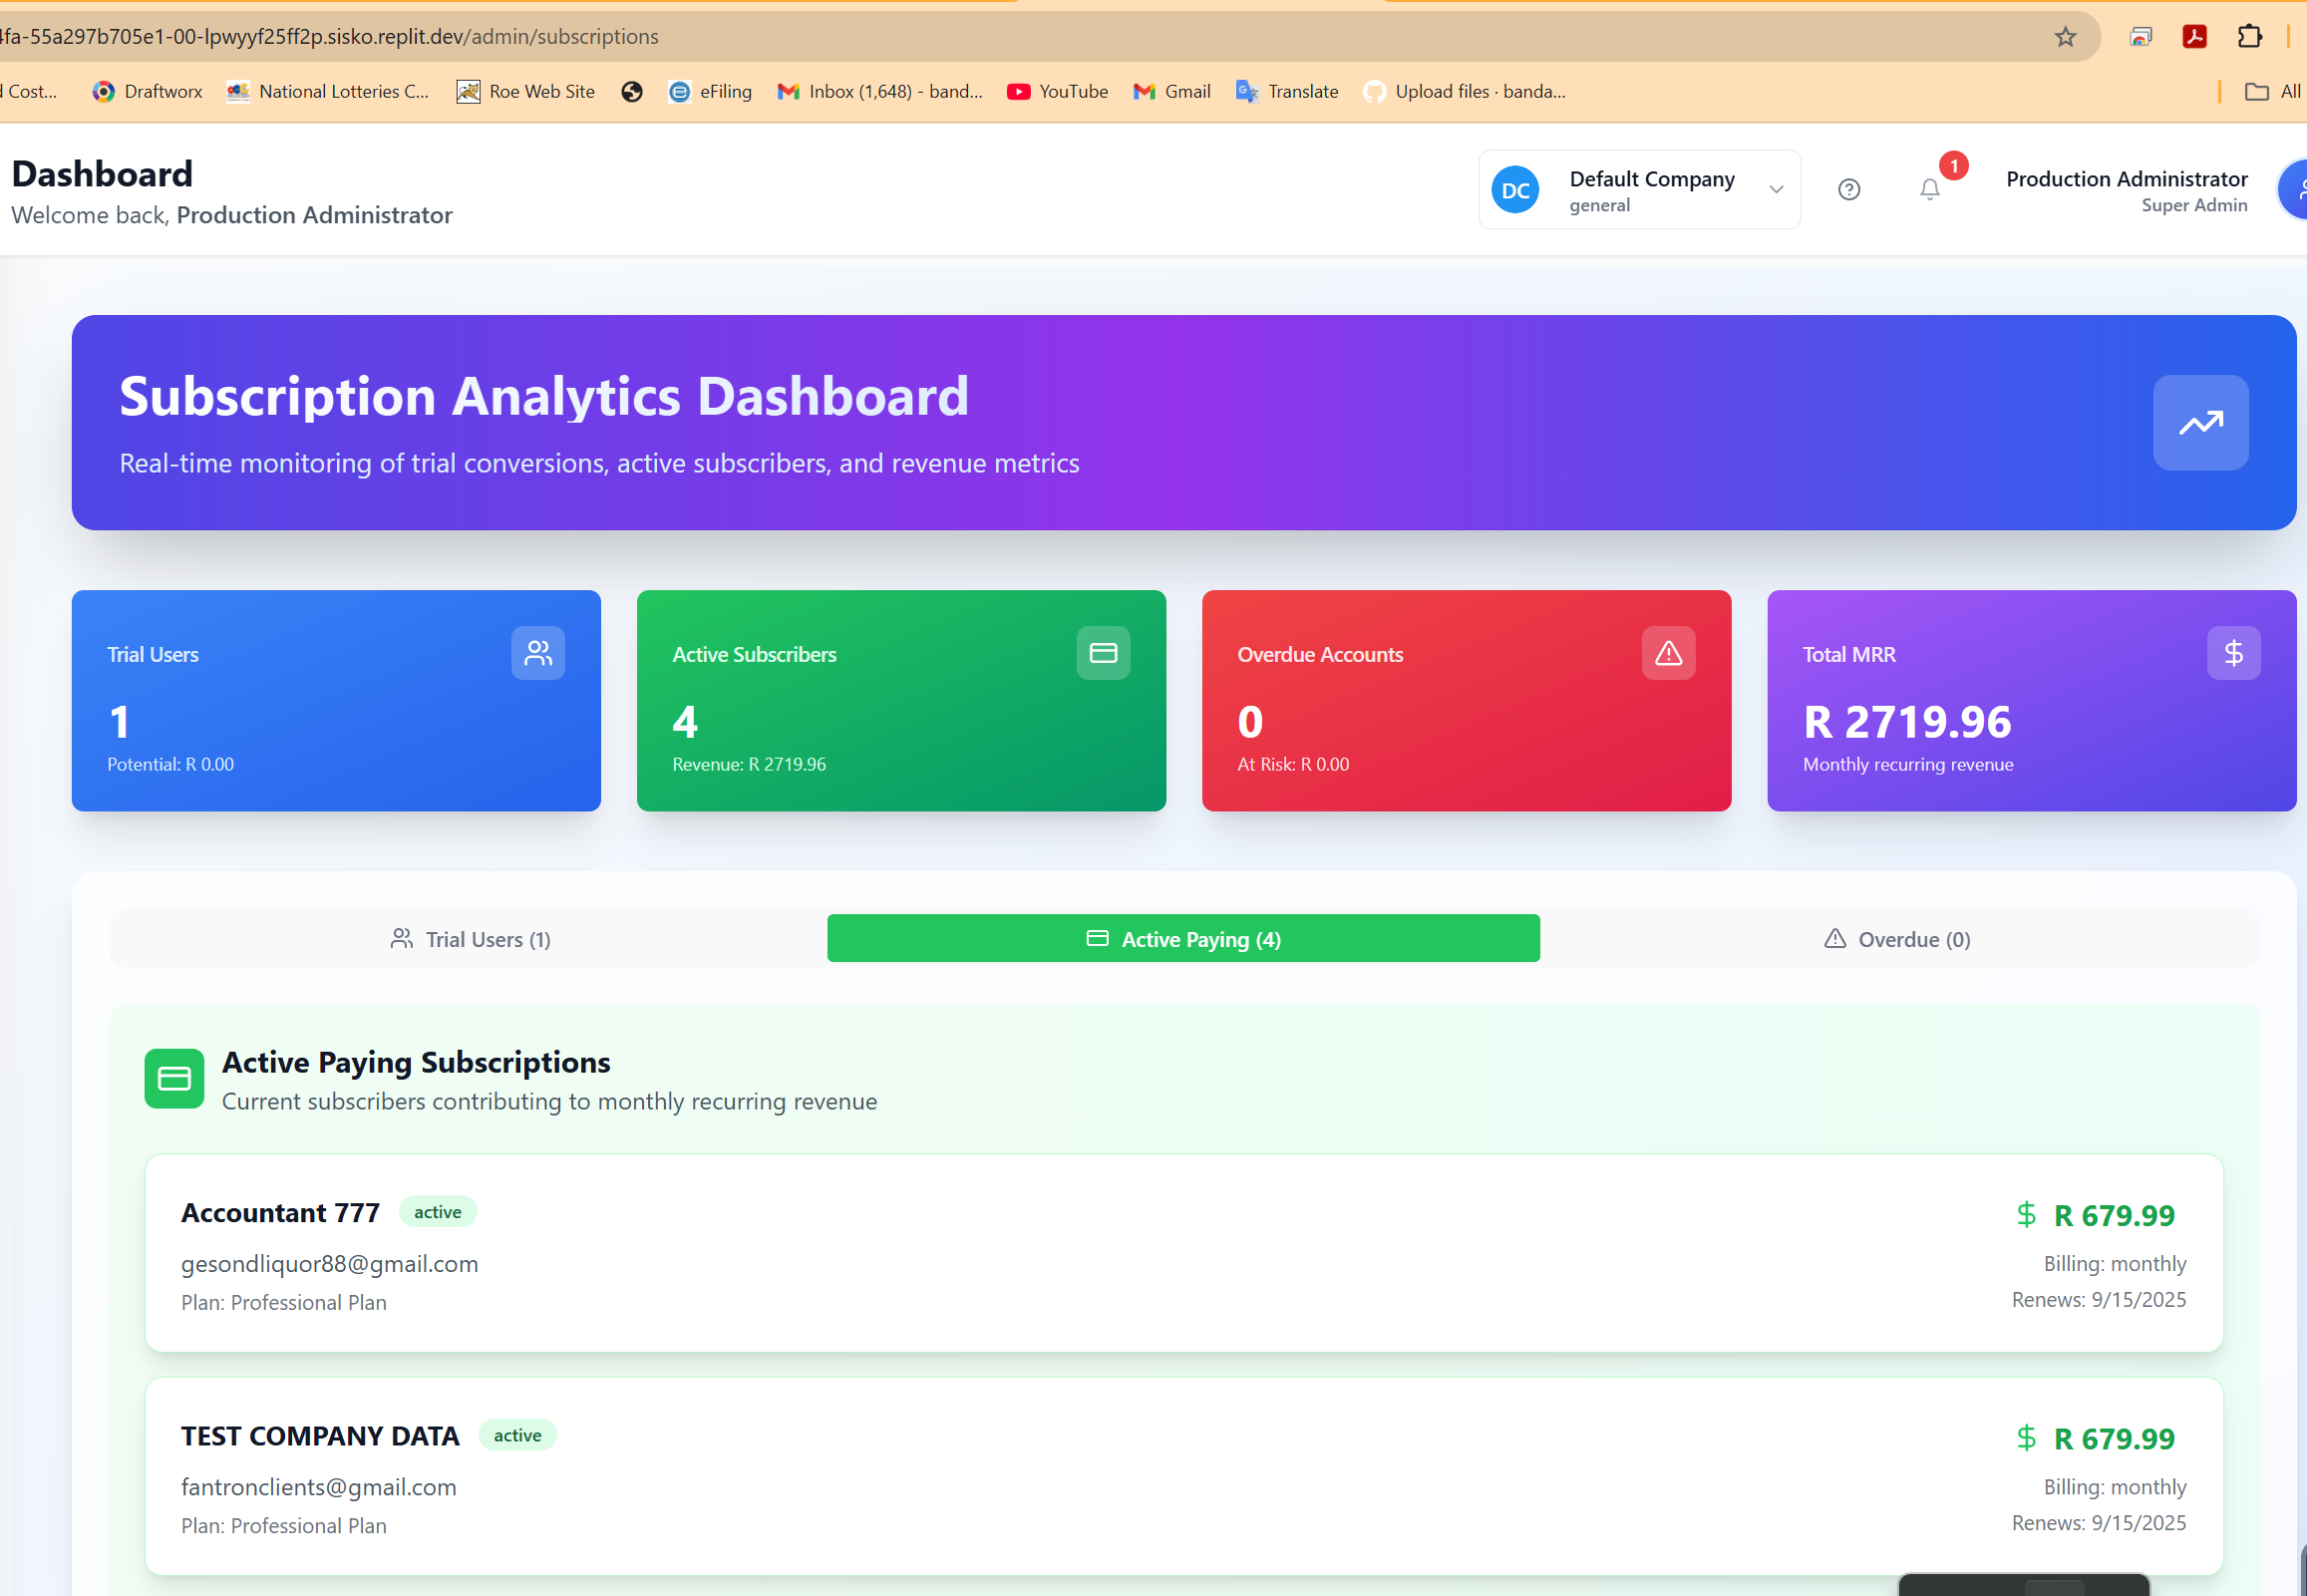 4fa-55a297b705e1-00-lpwyyf25ff2p.sisko.replit.dev/admin/subscriptions
Cost... Draftworx National Lotteries C... Roe Web Site eFiling Inbox (1,648) - band... YouTube Gmail Translate Upload files · banda... All
Dashboard
Welcome back, Production Administrator
DC
Default Company
general
1
Production Administrator
Super Admin
Subscription Analytics Dashboard
Real-time monitoring of trial conversions, active subscribers, and revenue metrics
Trial Users
1
Potential: R 0.00
Active Subscribers
4
Revenue: R 2719.96
Overdue Accounts
0
At Risk: R 0.00
Total MRR
$
R 2719.96
Monthly recurring revenue
Trial Users (1)
Active Paying (4)
Overdue (0)
Active Paying Subscriptions
Current subscribers contributing to monthly recurring revenue
Accountant 777 active
gesondliquor88@gmail.com
Plan: Professional Plan
$ R 679.99
Billing: monthly
Renews: 9/15/2025
TEST COMPANY DATA active
fantronclients@gmail.com
Plan: Professional Plan
$ R 679.99
Billing: monthly
Renews: 9/15/2025